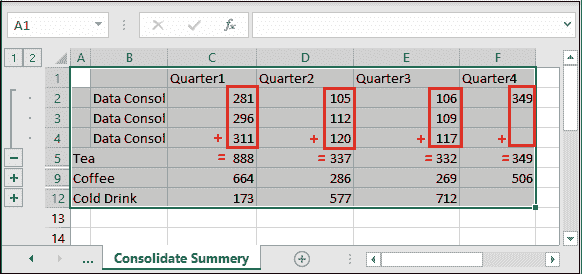 A1 fx
1 2 A B C D E F
1 Quarter1 Quarter2 Quarter3 Quarter4
2 Data Consol 281 105 106 349
3 Data Consol 296 112 109
4 Data Consol + 311 + 120 + 117 +
5 Tea = 888 = 337 = 332 = 349
9 Coffee 664 286 269 506
12 Cold Drink 173 577 712
13
14
... Consolidate Summery